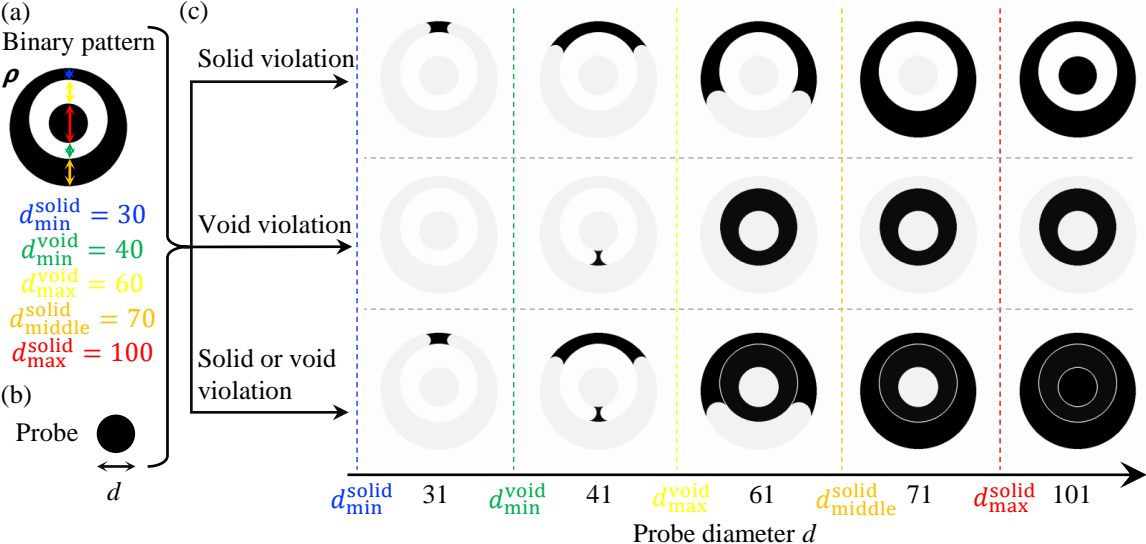 (a)
Binary pattern
ρ
d_min^solid = 30
d_min^void = 40
d_max^void = 60
d_middle^solid = 70
d_max^solid = 100
(b)
Probe
d
(c)
Solid violation
Void violation
Solid or void
violation
d_min^solid 31 d_min^void 41 d_max^void 61 d_middle^solid 71 d_max^solid 101
Probe diameter d